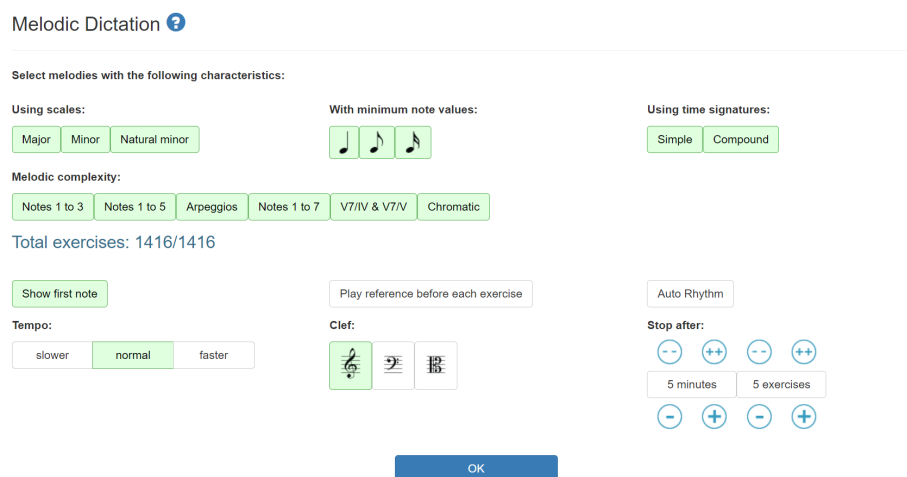 Melodic Dictation ?
Select melodies with the following characteristics:
Using scales: With minimum note values: Using time signatures:
Major Minor Natural minor Simple Compound
Melodic complexity:
Notes 1 to 3 Notes 1 to 5 Arpeggios Notes 1 to 7 V7/IV & V7/V Chromatic
Total exercises: 1416/1416
Show first note Play reference before each exercise Auto Rhythm
Tempo: Clef: Stop after:
slower normal faster
-- ++ -- ++
5 minutes 5 exercises
- + - +
OK